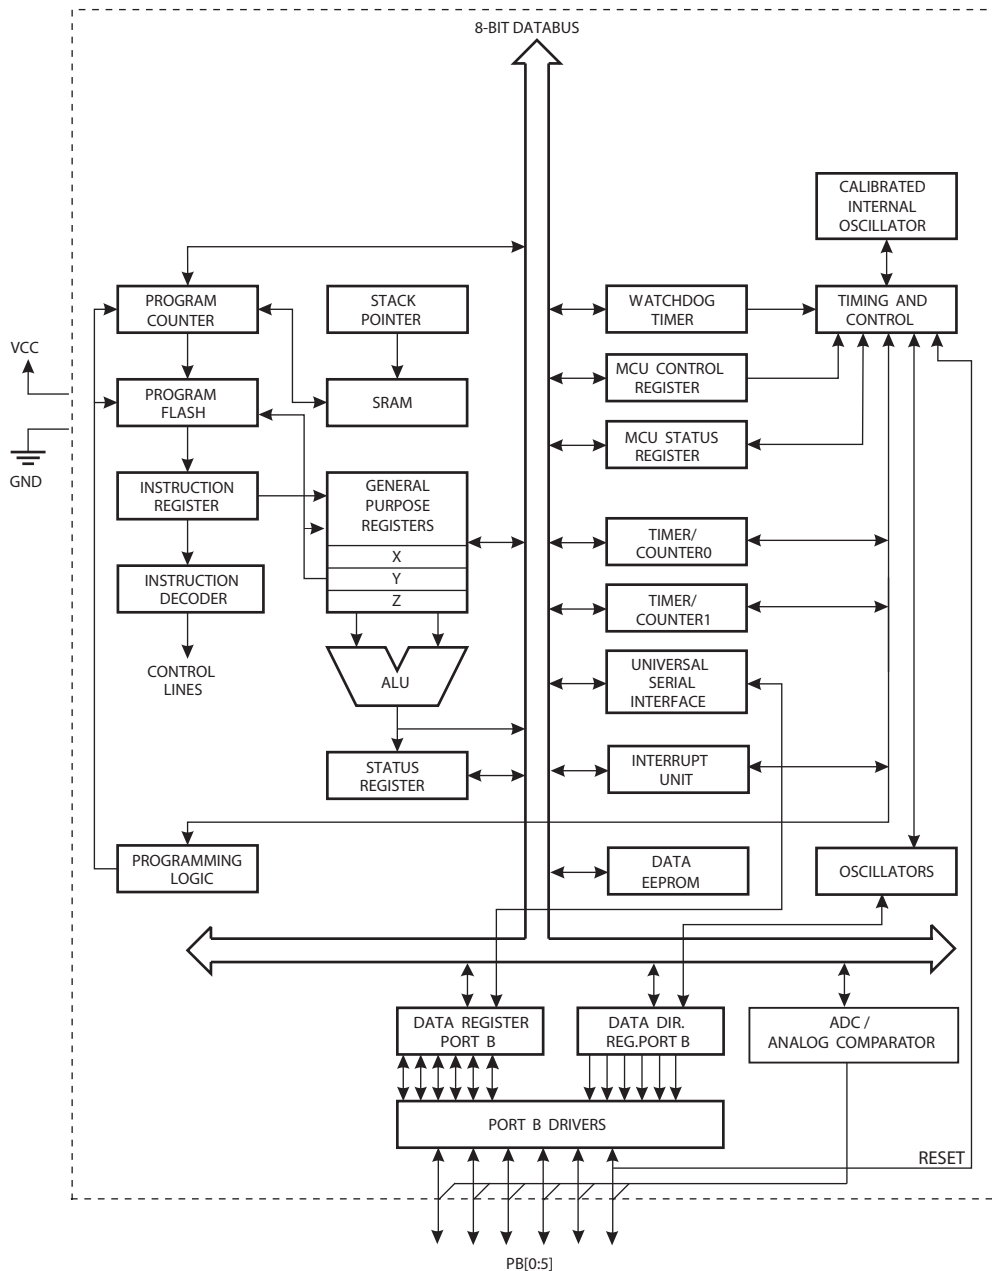 8-BIT DATABUS
CALIBRATED
INTERNAL
OSCILLATOR
PROGRAM
COUNTER
STACK
POINTER
WATCHDOG
TIMER
TIMING AND
CONTROL
VCC
PROGRAM
FLASH
SRAM
MCU CONTROL
REGISTER
MCU STATUS
REGISTER
GND
INSTRUCTION
REGISTER
GENERAL
PURPOSE
REGISTERS
X
Y
Z
TIMER/
COUNTER0
INSTRUCTION
DECODER
TIMER/
COUNTER1
CONTROL
LINES
ALU
UNIVERSAL
SERIAL
INTERFACE
STATUS
REGISTER
INTERRUPT
UNIT
PROGRAMMING
LOGIC
DATA
EEPROM
OSCILLATORS
DATA REGISTER
PORT B
DATA DIR.
REG.PORT B
ADC /
ANALOG COMPARATOR
PORT B DRIVERS
RESET
PB[0:5]